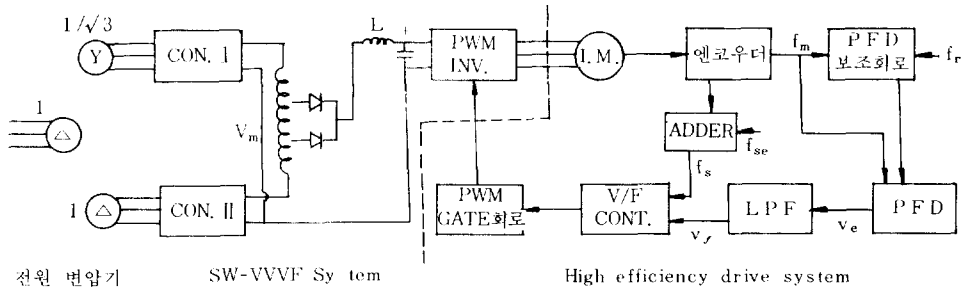 1/√3
Y
CON. I
L
PWM
INV.
I.M.
엔코우더
f_m
PFD
보조회로
f_r
1
△
V_m
ADDER
f_se
f_s
1
△
CON. II
PWM
GATE회로
V/F
CONT.
v_f
LPF
v_e
PFD
전원 변압기
SW-VVVF Sy tem
High efficiency drive system